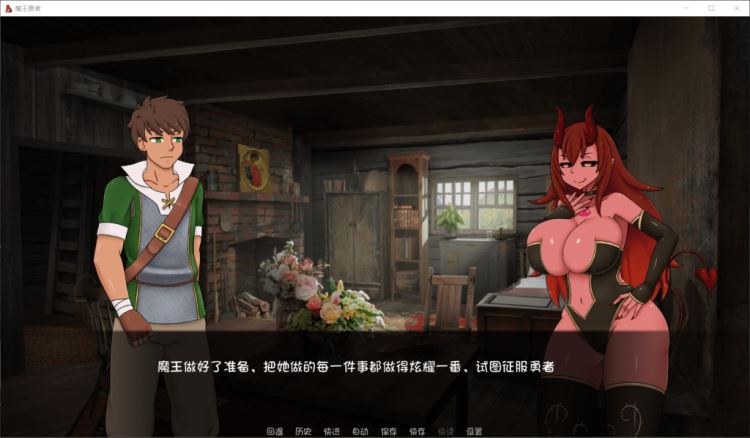 魔王勇者
魔王做好了准备，把她做的每一件事都做得炫耀一番，试图征服勇者
回退 历史 快进 自动 保存 快存 快读 设置